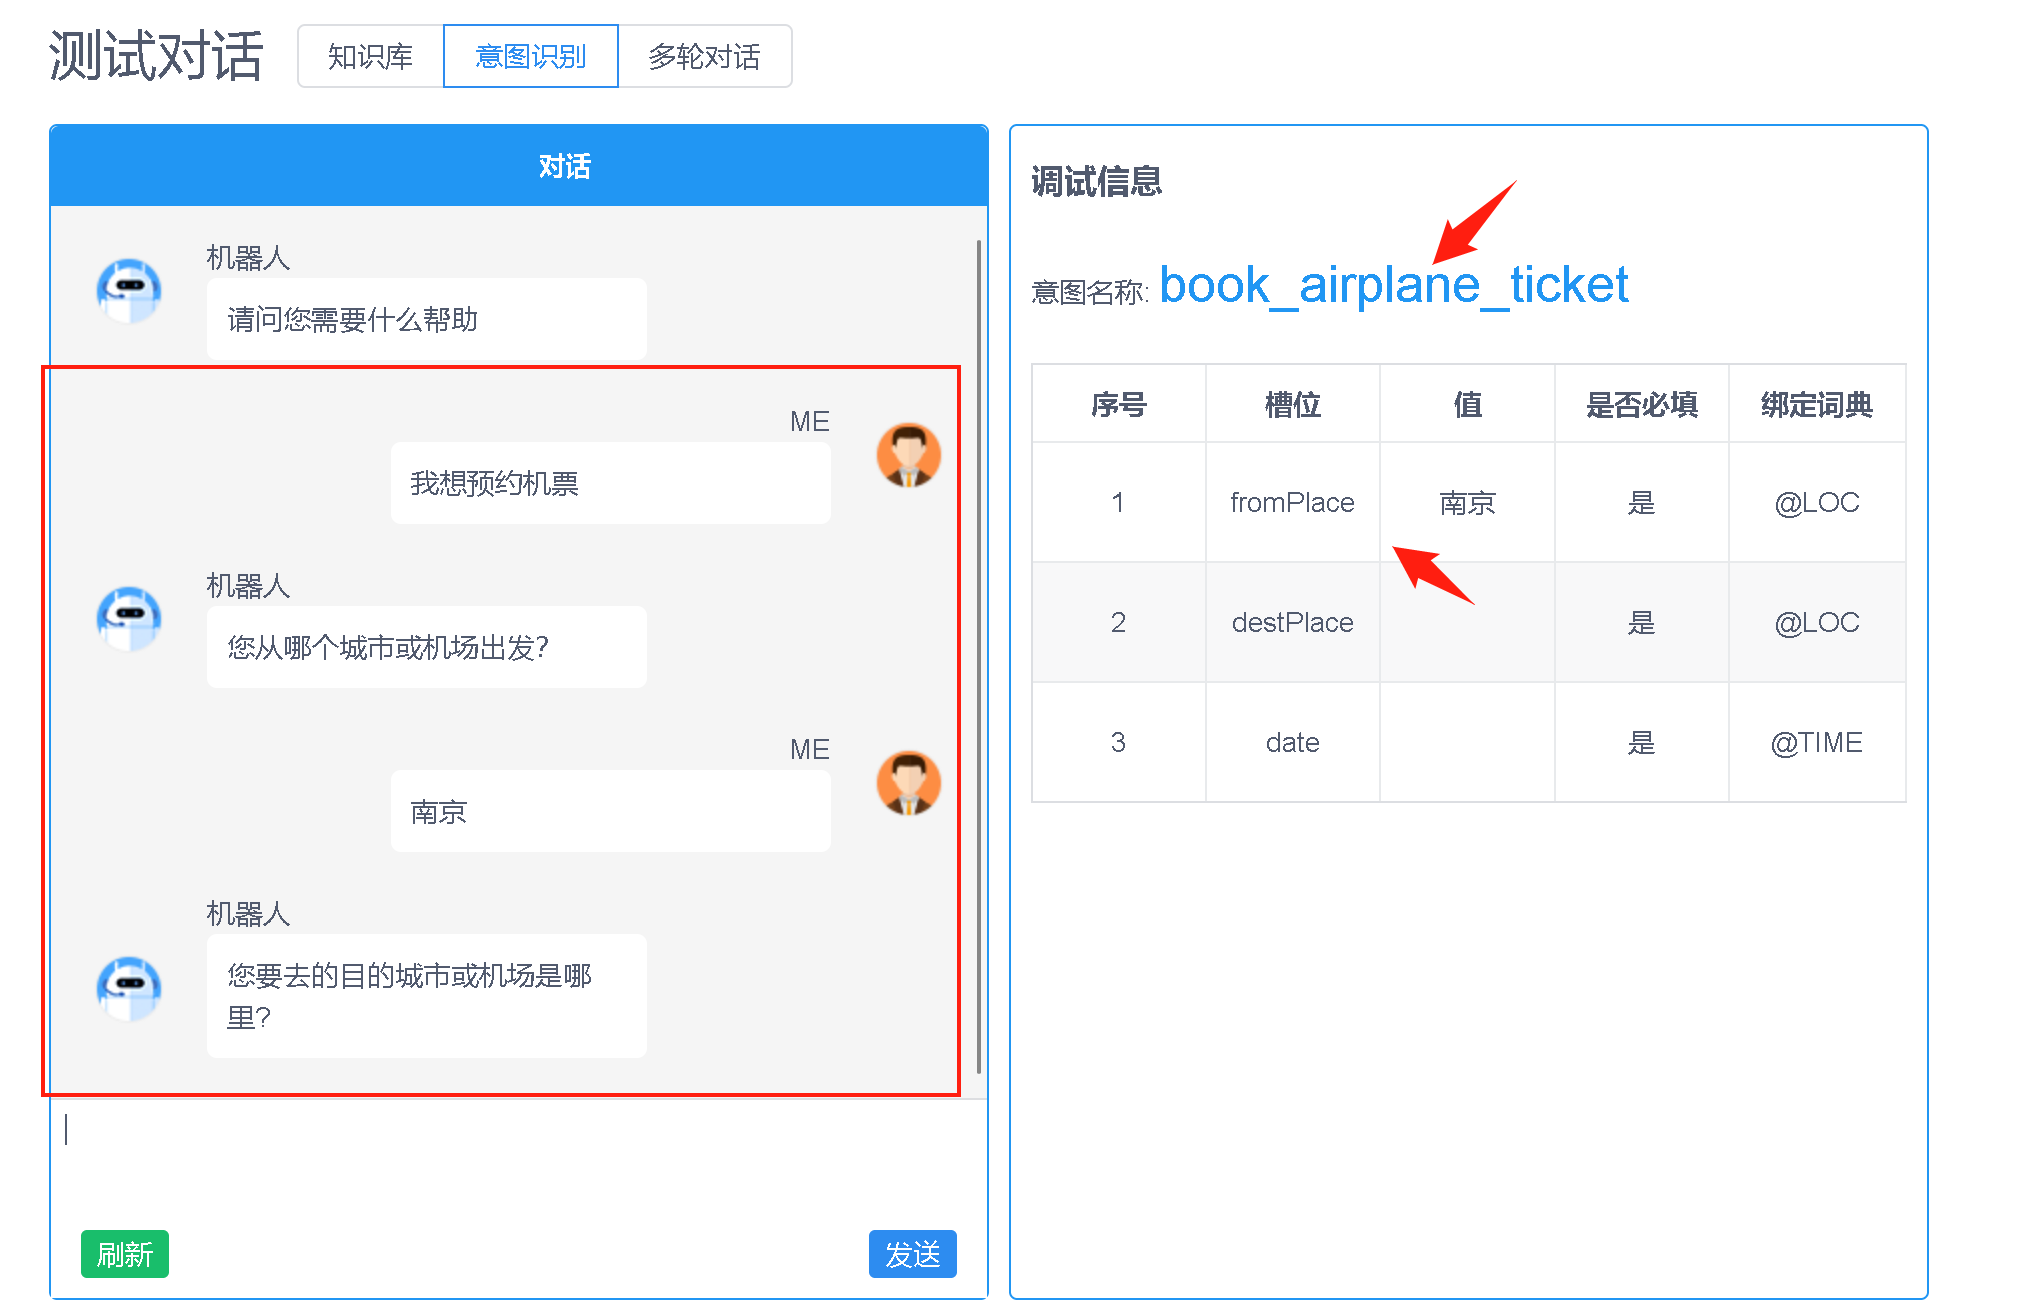 测试对话
知识库 意图识别 多轮对话
对话
机器人
请问您需要什么帮助
ME
我想预约机票
机器人
您从哪个城市或机场出发?
ME
南京
机器人
您要去的目的城市或机场是哪
里?
刷新 发送
调试信息
意图名称: book_airplane_ticket
序号 槽位 值 是否必填 绑定词典
1 fromPlace 南京 是 @LOC
2 destPlace 是 @LOC
3 date 是 @TIME